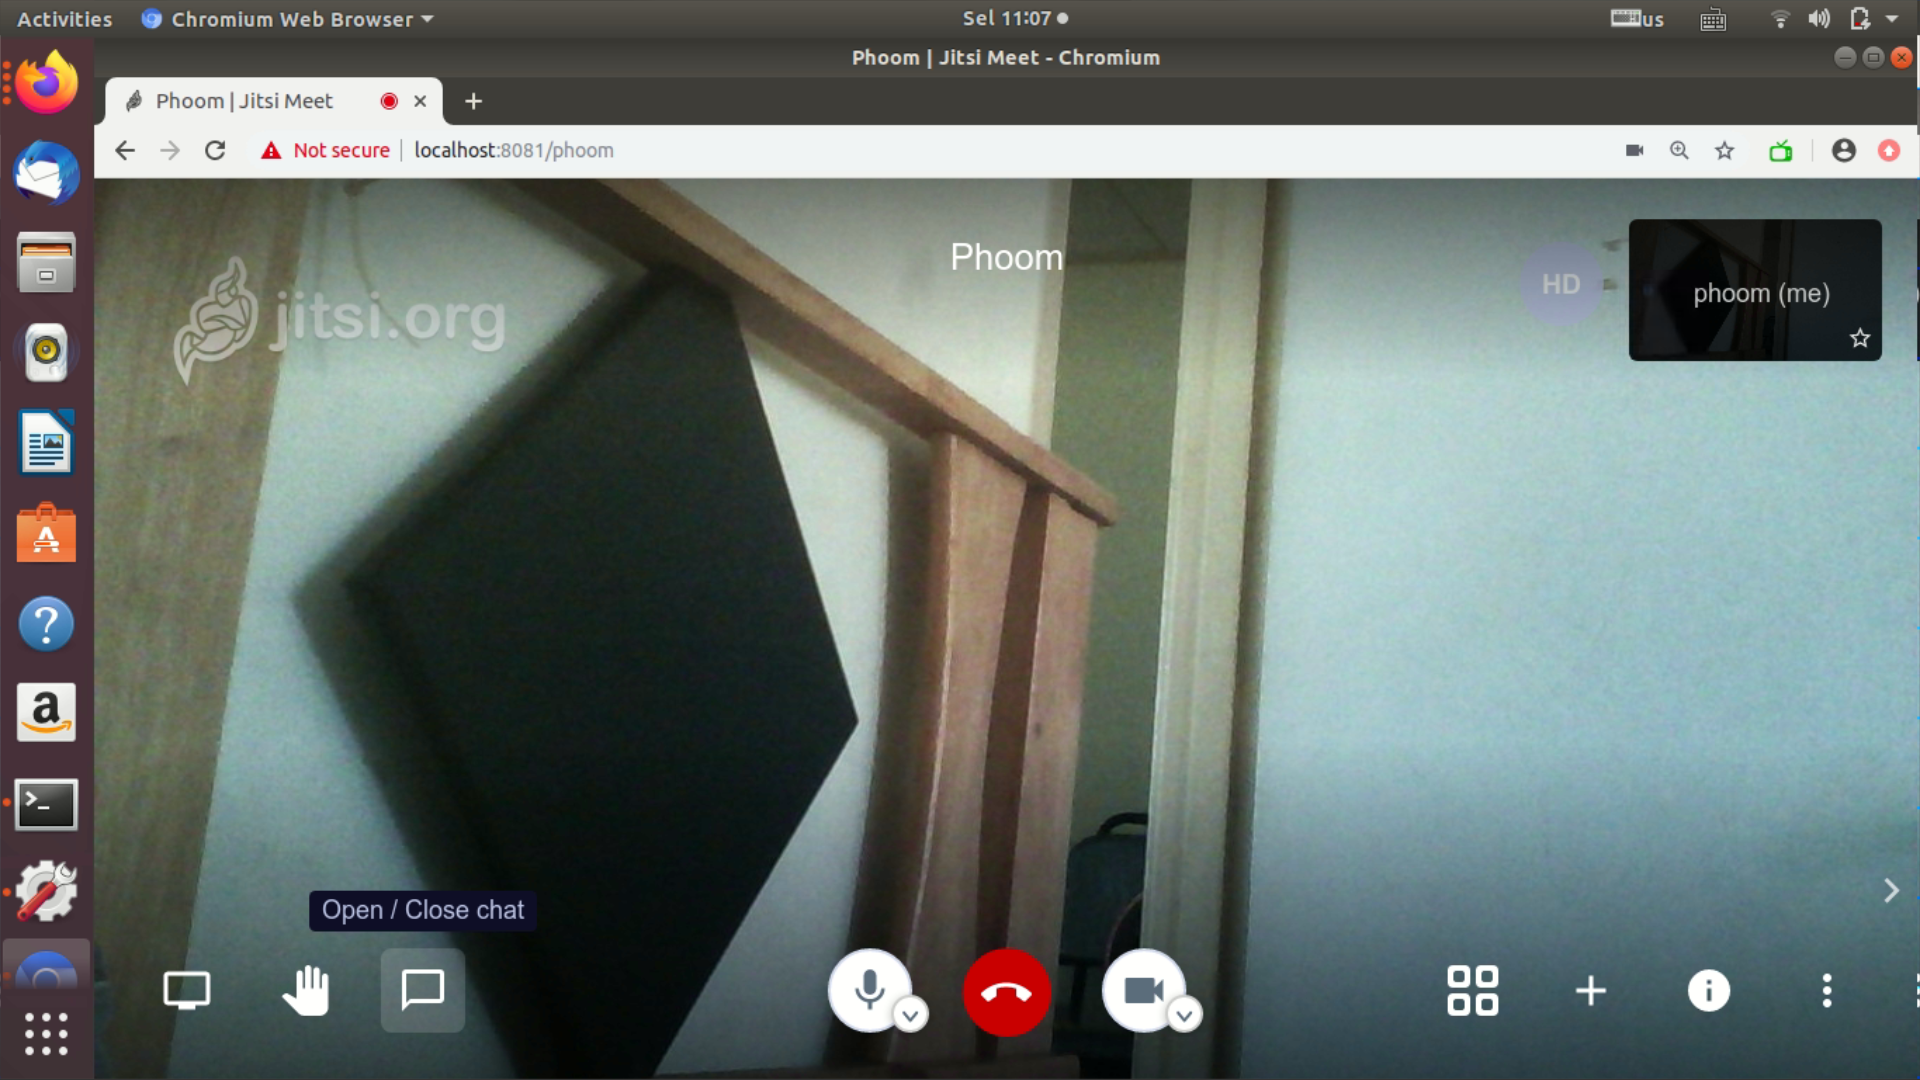 Activities
Chromium Web Browser
Sel 11:07
us
Phoom | Jitsi Meet - Chromium
Phoom | Jitsi Meet
Not secure
localhost:8081/phoom
Phoom
jitsi.org
HD
phoom (me)
Open / Close chat